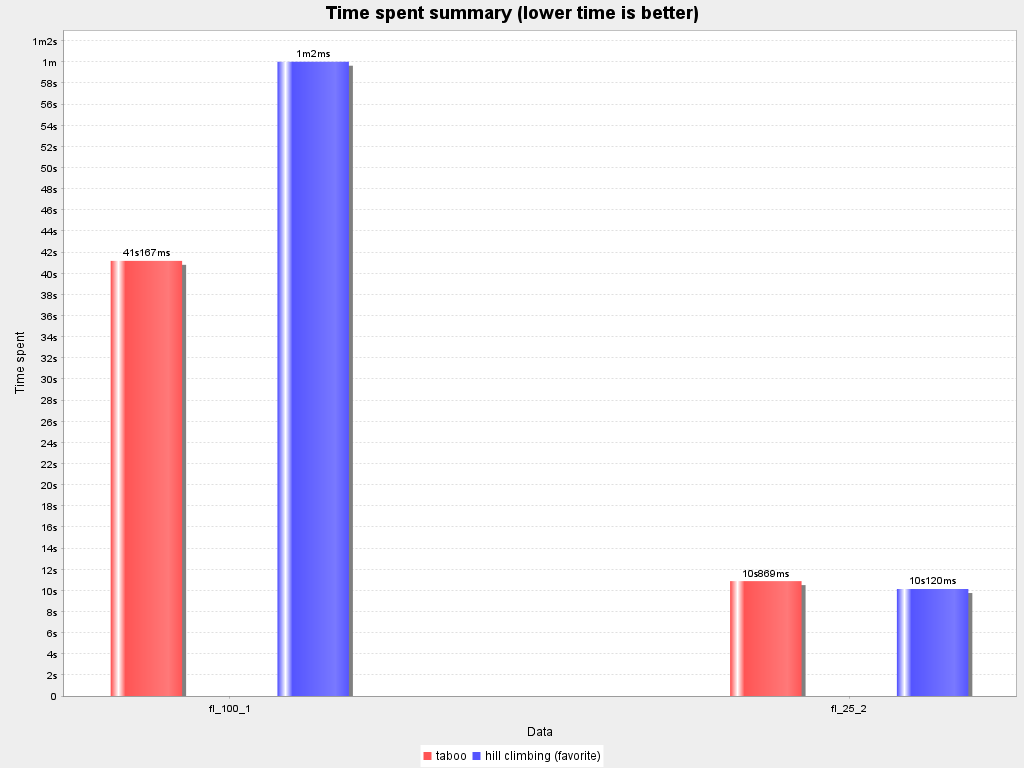 Time spent summary (lower time is better)
1m2s
1m
58s
56s
54s
52s
50s
48s
46s
44s
42s
40s
38s
36s
34s
32s
30s
28s
26s
24s
22s
20s
18s
16s
14s
12s
10s
8s
6s
4s
2s
0
Time spent
41s167ms
1m2ms
10s869ms
10s120ms
fl_100_1
fl_25_2
Data
taboo
hill climbing (favorite)